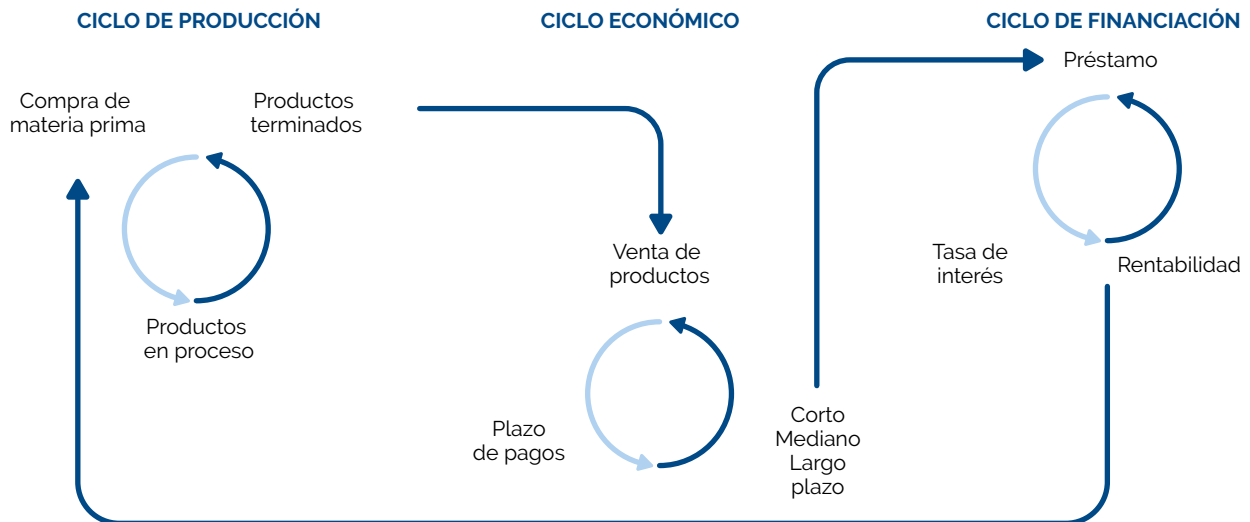 CICLO DE PRODUCCIÓN
Compra de
materia prima
Productos
terminados
Productos
en proceso
CICLO ECONÓMICO
Venta de
productos
Plazo
de pagos
Corto
Mediano
Largo
plazo
CICLO DE FINANCIACIÓN
Préstamo
Tasa de
interés
Rentabilidad